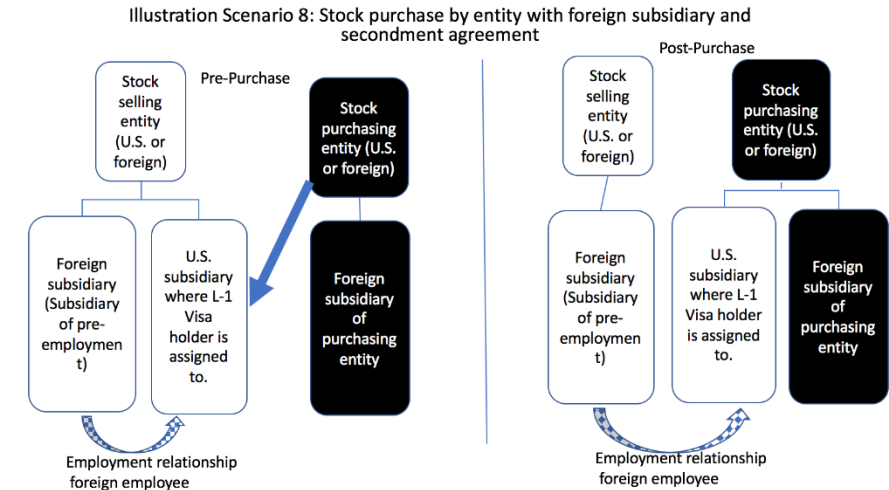 Illustration Scenario 8: Stock purchase by entity with foreign subsidiary and
secondment agreement
Pre-Purchase
Stock
selling
entity
(U.S. or
foreign)
Stock
purchasing
entity (U.S.
or foreign)
Foreign
subsidiary
(Subsidiary
of pre-
employmen
t)
U.S.
subsidiary
where L-1
Visa
holder is
assigned
to.
Foreign
subsidiary
of
purchasing
entity
Employment relationship
foreign employee
Post-Purchase
Stock
selling
entity
(U.S. or
foreign)
Stock
purchasing
entity (U.S.
or foreign)
Foreign
subsidiary
(Subsidiary
of pre-
employmen
t)
U.S.
subsidiary
where L-1
Visa holder
is assigned
to.
Foreign
subsidiary
of
purchasing
entity
Employment relationship
foreign employee